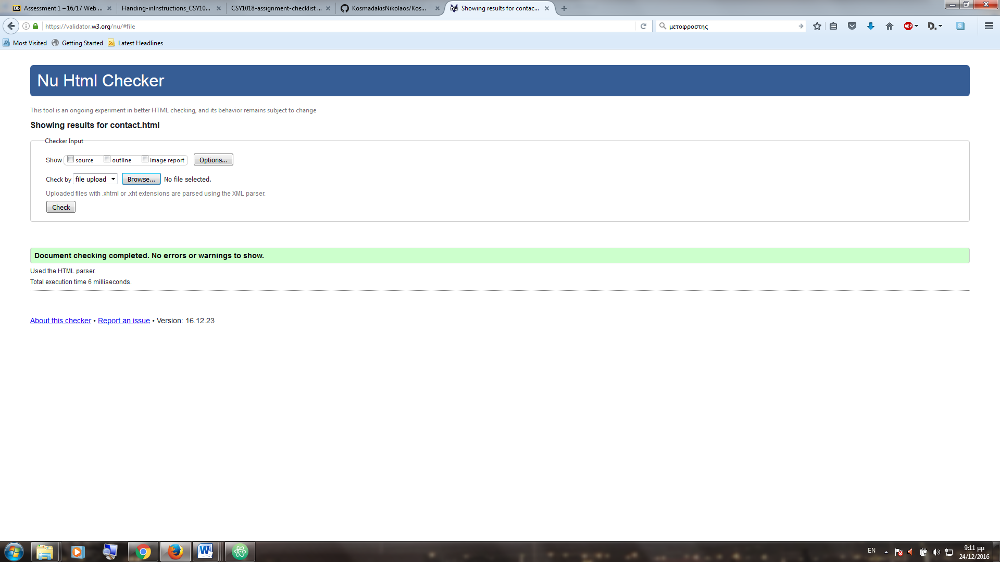 Bb Assessment 1 – 16/17 Web ... Handing-inInstructions_CSY10... CSY1018-assignment-checklist ... KosmadakisNikolaos/Kos... Showing results for contac...
https://validator.w3.org/nu/#file μεταφραστης ABP D. S
Most Visited Getting Started Latest Headlines
Nu Html Checker
This tool is an ongoing experiment in better HTML checking, and its behavior remains subject to change
Showing results for contact.html
Checker Input
Show source outline image report Options...
Check by file upload Browse... No file selected.
Uploaded files with .xhtml or .xht extensions are parsed using the XML parser.
Check
Document checking completed. No errors or warnings to show.
Used the HTML parser.
Total execution time 6 milliseconds.
About this checker • Report an issue • Version: 16.12.23
EN 9:11 μμ
24/12/2016